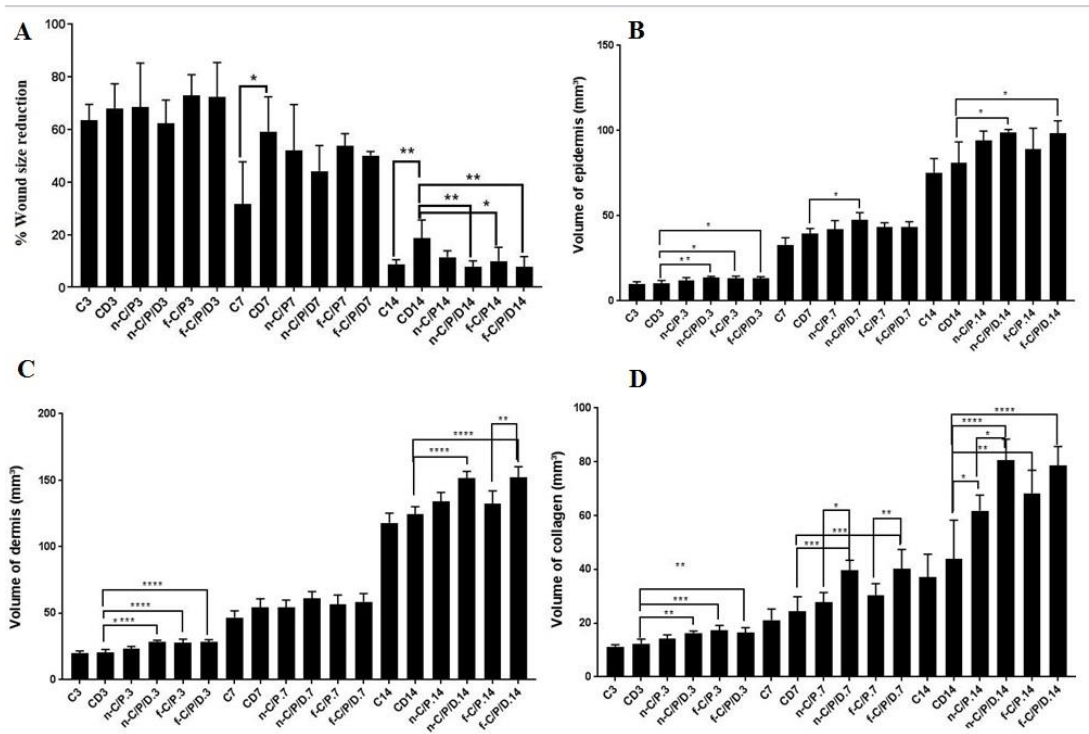 A
% Wound size reduction
100
80
60
40
20
0
*
**
**
**
*
C3
CD3
n-C/P3
n-C/P/D3
f-C/P3
f-C/P/D3
C7
CD7
n-C/P7
n-C/P/D7
f-C/P7
f-C/P/D7
C14
CD14
n-C/P14
n-C/P/D14
f-C/P14
f-C/P/D14
B
Volume of epidermis (mm³)
150
100
50
0
*
*
**
*
*
*
C3
CD3
n-C/P.3
n-C/P/D.3
f-C/P.3
f-C/P/D.3
C7
CD7
n-C/P.7
n-C/P/D.7
f-C/P.7
f-C/P/D.7
C14
CD14
n-C/P.14
n-C/P/D.14
f-C/P.14
f-C/P/D.14
C
Volume of dermis (mm³)
200
150
100
50
0
****
****
* ***
****
****
**
C3
CD3
n-C/P.3
n-C/P/D.3
f-C/P.3
f-C/P/D.3
C7
CD7
n-C/P.7
n-C/P/D.7
f-C/P.7
f-C/P/D.7
C14
CD14
n-C/P.14
n-C/P/D.14
f-C/P.14
f-C/P/D.14
D
Volume of collagen (mm³)
100
80
60
40
20
0
**
***
**
*
***
***
**
****
****
*
**
*
C3
CD3
n-C/P.3
n-C/P/D.3
f-C/P.3
f-C/P/D.3
C7
CD7
n-C/P.7
n-C/P/D.7
f-C/P.7
f-C/P/D.7
C14
CD14
n-C/P.14
n-C/P/D.14
f-C/P.14
f-C/P/D.14